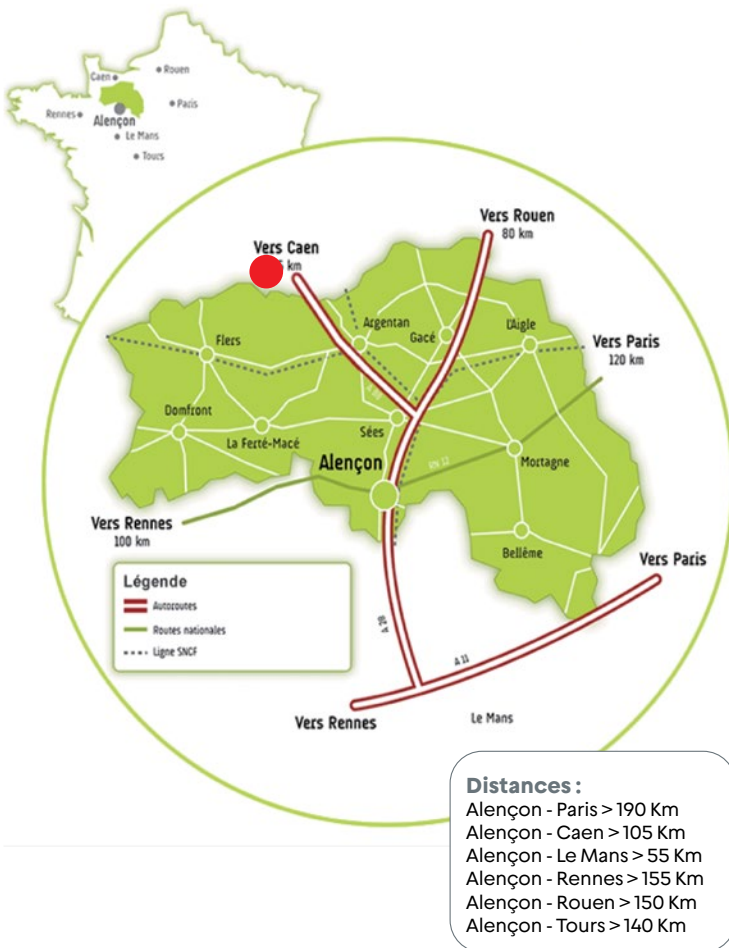 Caen
Rouen
Rennes
Paris
Alençon
Le Mans
Tours
Vers Rouen
80 km
Vers Caen
km
Argentan
Gacé
L'Aigle
Flers
Vers Paris
120 km
Domfront
La Ferté-Macé
Sées
Alençon
RN 12
Mortagne
Vers Rennes
100 km
Bellême
Vers Paris
Légende
Autoroutes
Routes nationales
Ligne SNCF
A 28
A 11
Vers Rennes
Le Mans
Distances :
Alençon - Paris > 190 Km
Alençon - Caen > 105 Km
Alençon - Le Mans > 55 Km
Alençon - Rennes > 155 Km
Alençon - Rouen > 150 Km
Alençon - Tours > 140 Km